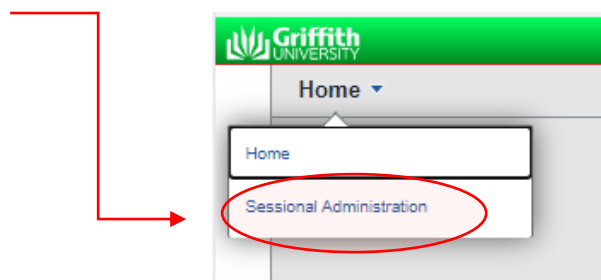 Griffith
UNIVERSITY
Home
Home
Sessional Administration